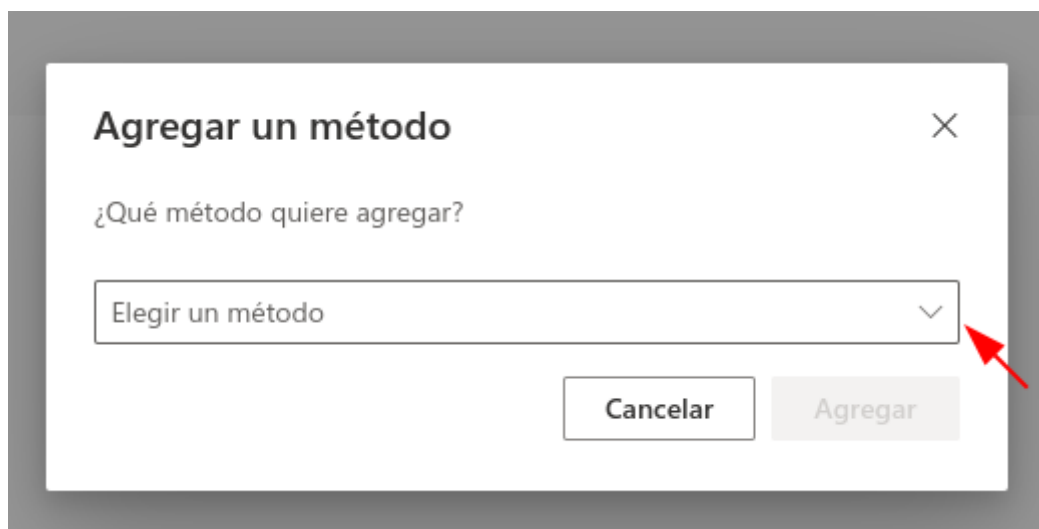 Agregar un método
¿Qué método quiere agregar?
Elegir un método
Cancelar
Agregar